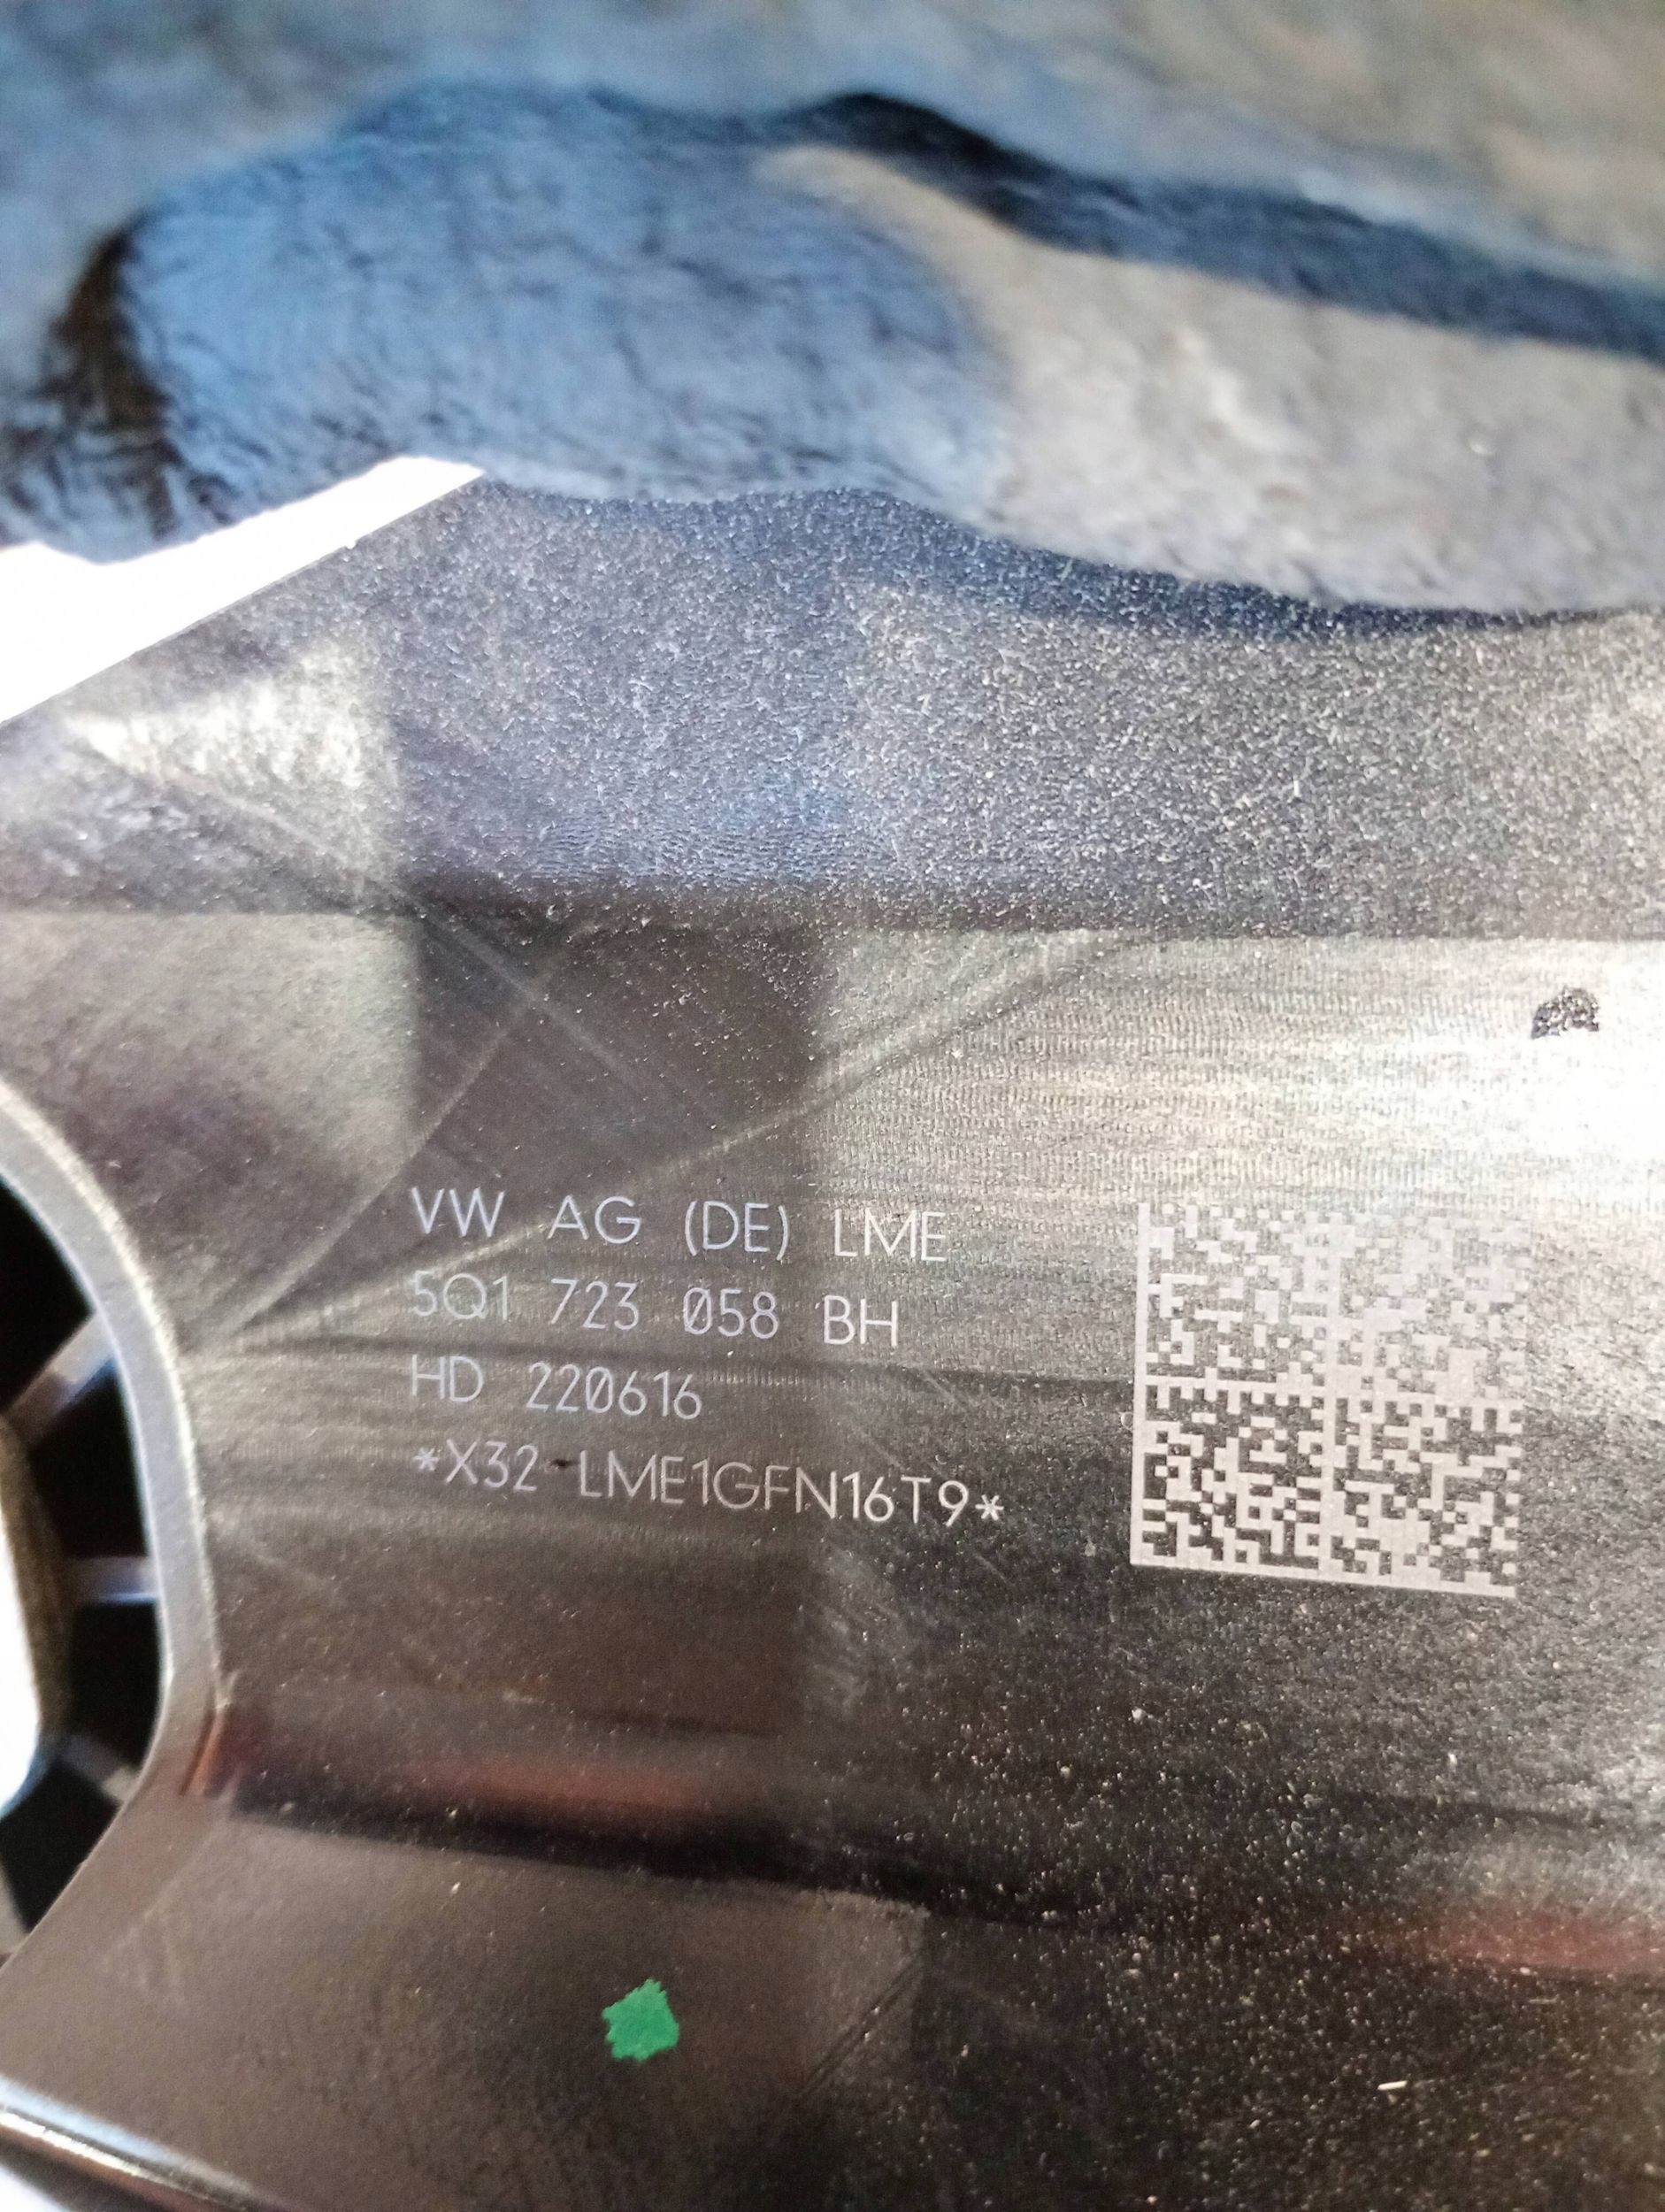 VW AG (DE) LME
5Q1 723 058 BH
HD 220616
*X32-LME1GFN16T9*